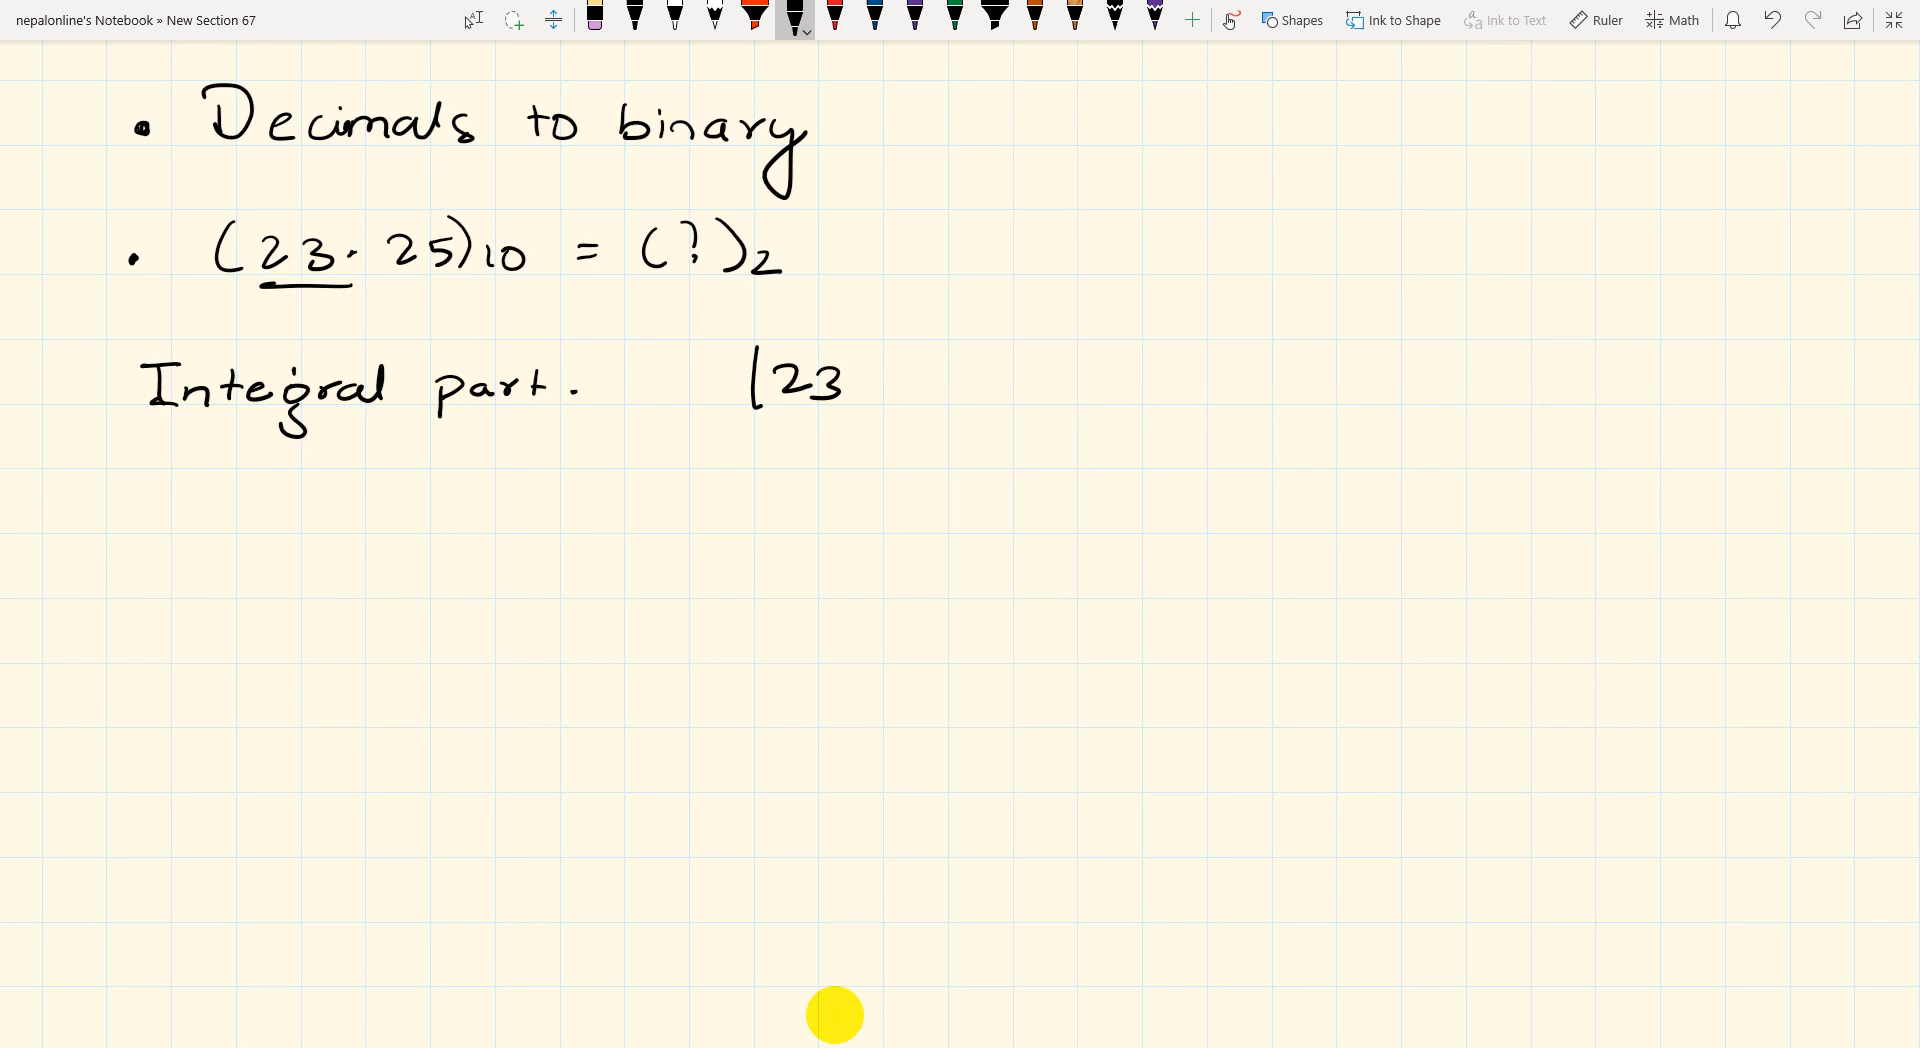 nepalonline's Notebook » New Section 67
Shapes Ink to Shape Ink to Text Ruler Math
• Decimals to binary
• (23.25)10 = (?)2
Integral part. 23